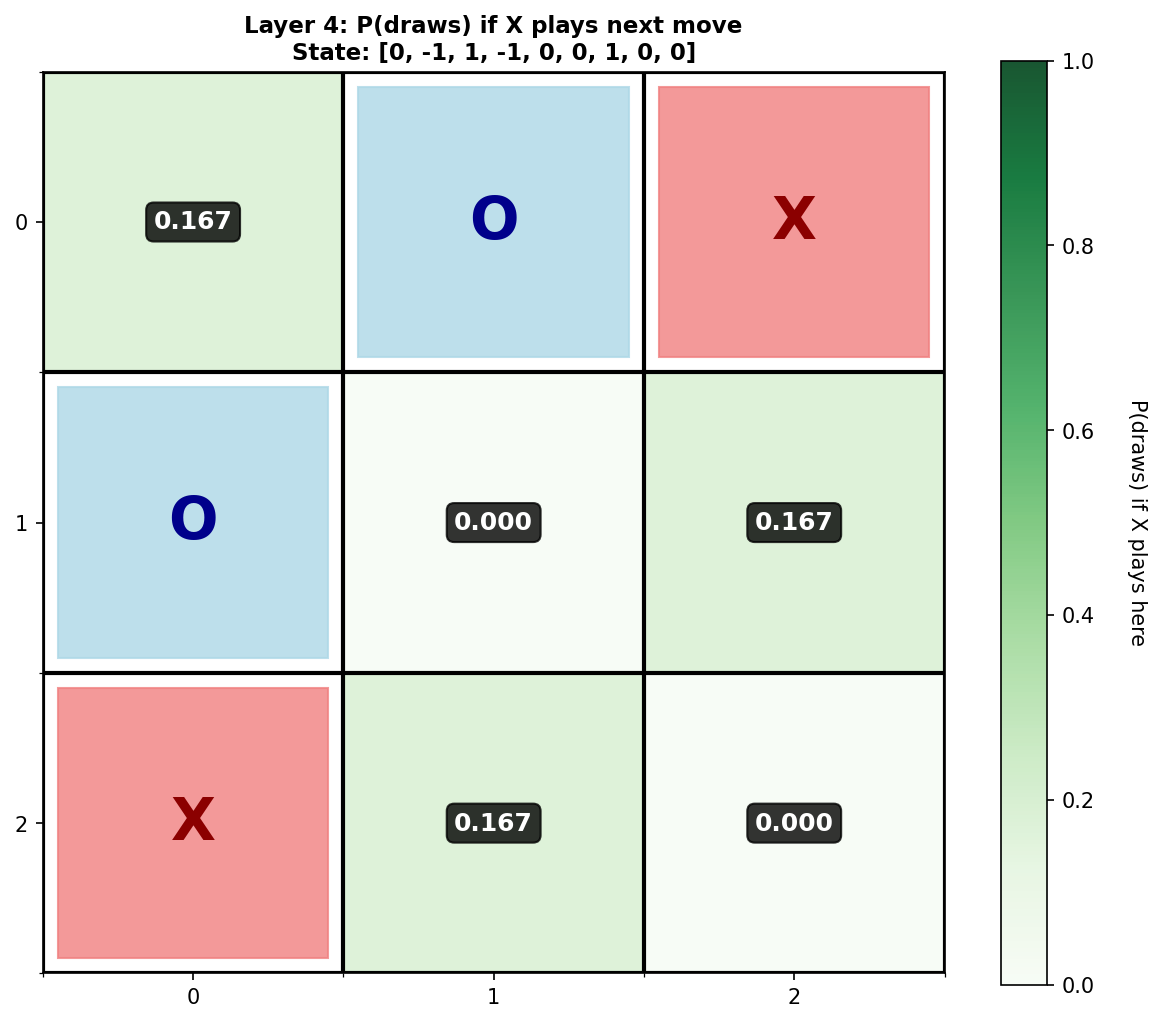 Layer 4: P(draws) if X plays next move
State: [0, -1, 1, -1, 0, 0, 1, 0, 0]
0
0.167
O
X
1
O
0.000
0.167
2
X
0.167
0.000
0
1
2
1.0
0.8
0.6
0.4
0.2
0.0
P(draws) if X plays here